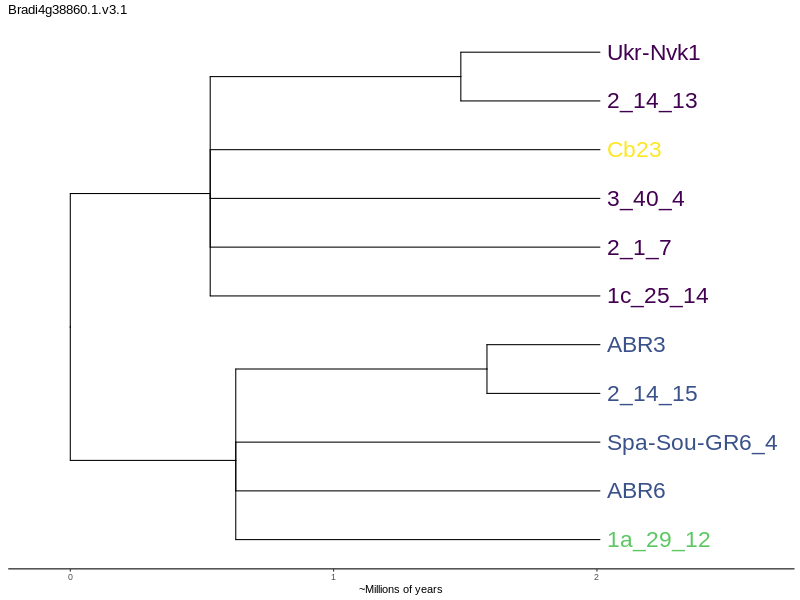 Bradi4g38860.1.v3.1
Ukr-Nvk1
2_14_13
Cb23
3_40_4
2_1_7
1c_25_14
ABR3
2_14_15
Spa-Sou-GR6_4
ABR6
1a_29_12
0 1 2
~Millions of years